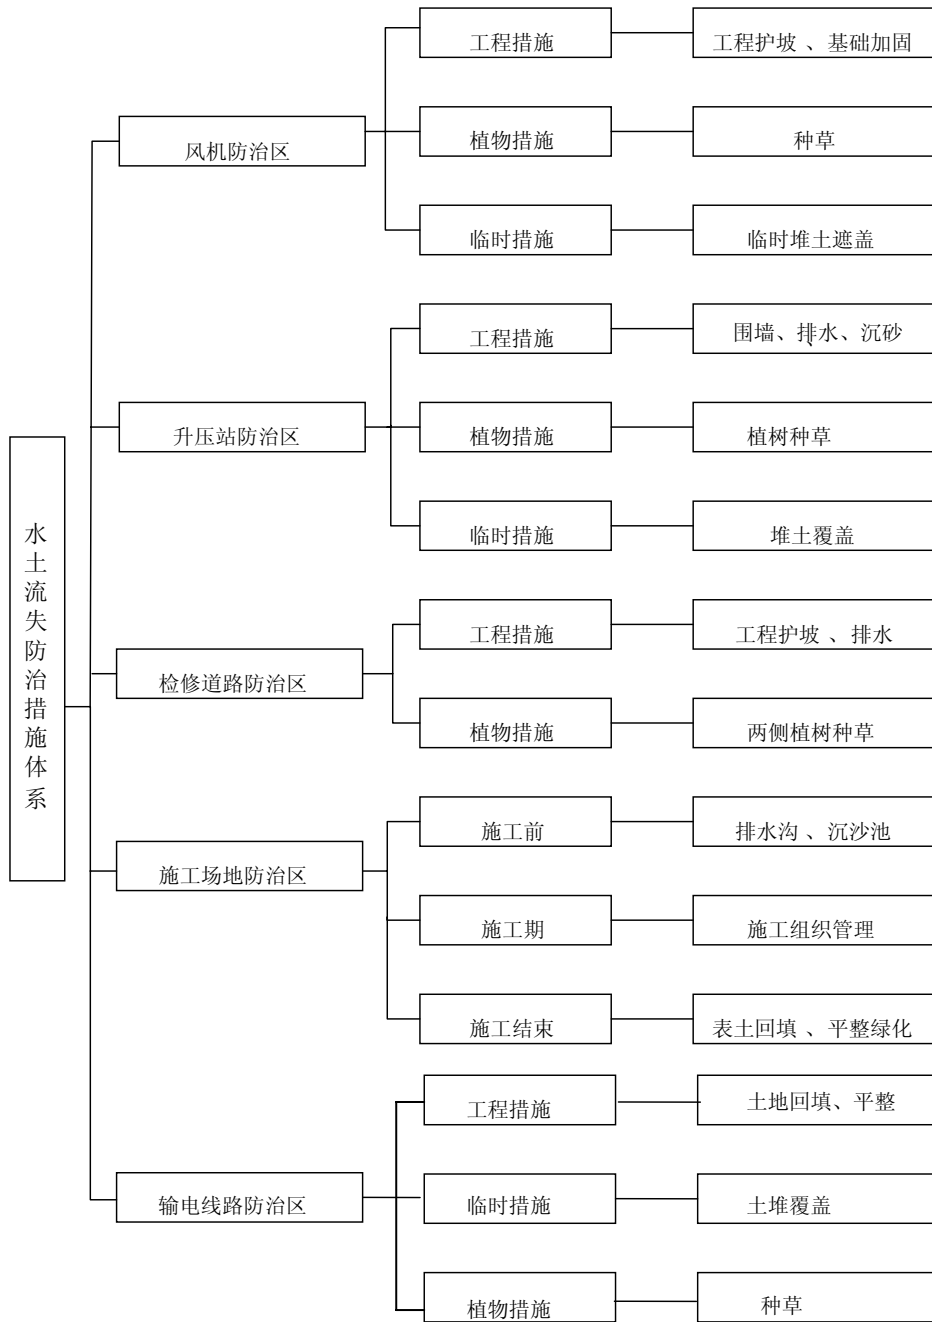 水土流失防治措施体系
风机防治区
工程措施
工程护坡 、基础加固
植物措施
种草
临时措施
临时堆土遮盖
升压站防治区
工程措施
围墙、排水、沉砂
植物措施
植树种草
临时措施
堆土覆盖
检修道路防治区
工程措施
工程护坡 、排水
植物措施
两侧植树种草
施工场地防治区
施工前
排水沟 、沉沙池
施工期
施工组织管理
施工结束
表土回填 、平整绿化
输电线路防治区
工程措施
土地回填、平整
临时措施
土堆覆盖
植物措施
种草